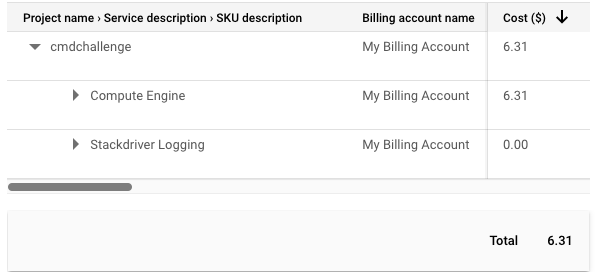 Project name › Service description › SKU description Billing account name Cost ($)
cmdchallenge My Billing Account 6.31
Compute Engine My Billing Account 6.31
Stackdriver Logging My Billing Account 0.00
Total 6.31